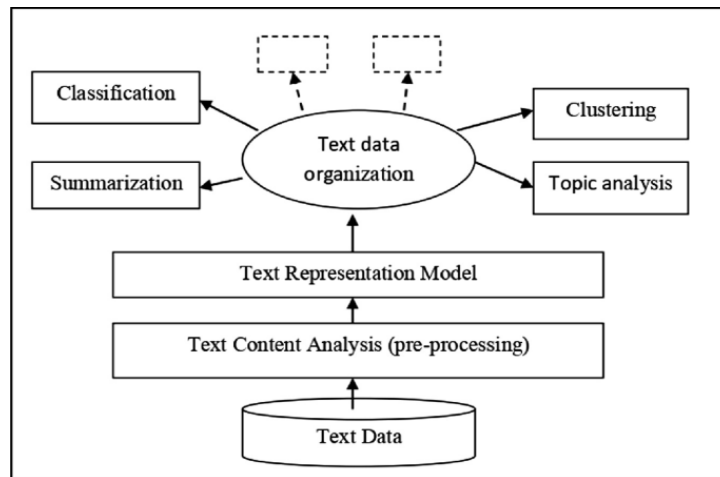 Classification
Clustering
Text data
organization
Summarization
Topic analysis
Text Representation Model
Text Content Analysis (pre-processing)
Text Data